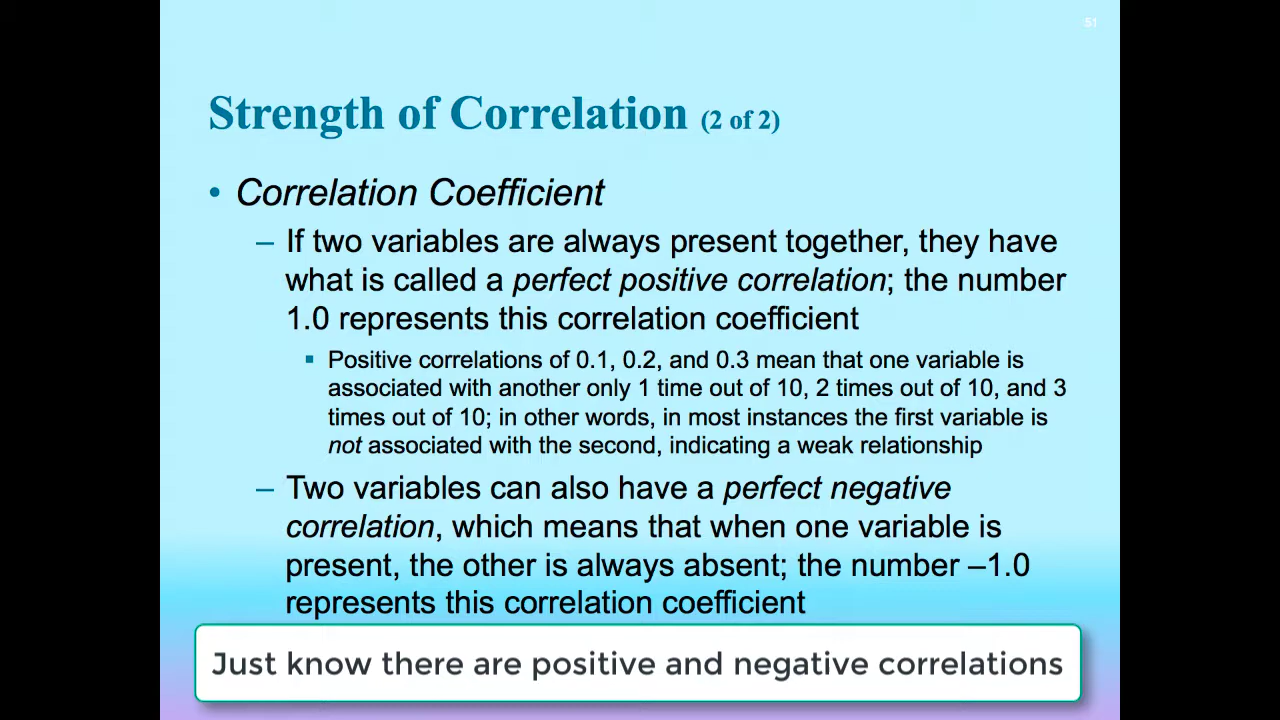 51
Strength of Correlation (2 of 2)
• Correlation Coefficient
– If two variables are always present together, they have
what is called a perfect positive correlation; the number
1.0 represents this correlation coefficient
▪ Positive correlations of 0.1, 0.2, and 0.3 mean that one variable is
associated with another only 1 time out of 10, 2 times out of 10, and 3
times out of 10; in other words, in most instances the first variable is
not associated with the second, indicating a weak relationship
– Two variables can also have a perfect negative
correlation, which means that when one variable is
present, the other is always absent; the number –1.0
represents this correlation coefficient
Just know there are positive and negative correlations